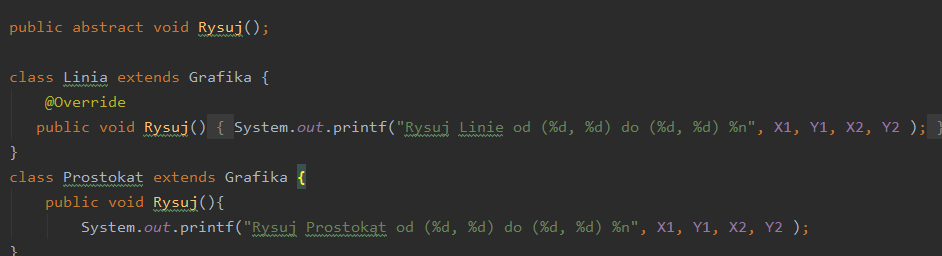 public abstract void Rysuj();
class Linia extends Grafika {
@Override
public void Rysuj() { System.out.printf("Rysuj Linie od (%d, %d) do (%d, %d) %n", X1, Y1, X2, Y2 ); }
}
class Prostokat extends Grafika {
public void Rysuj(){
System.out.printf("Rysuj Prostokąt od (%d, %d) do (%d, %d) %n", X1, Y1, X2, Y2 );
}